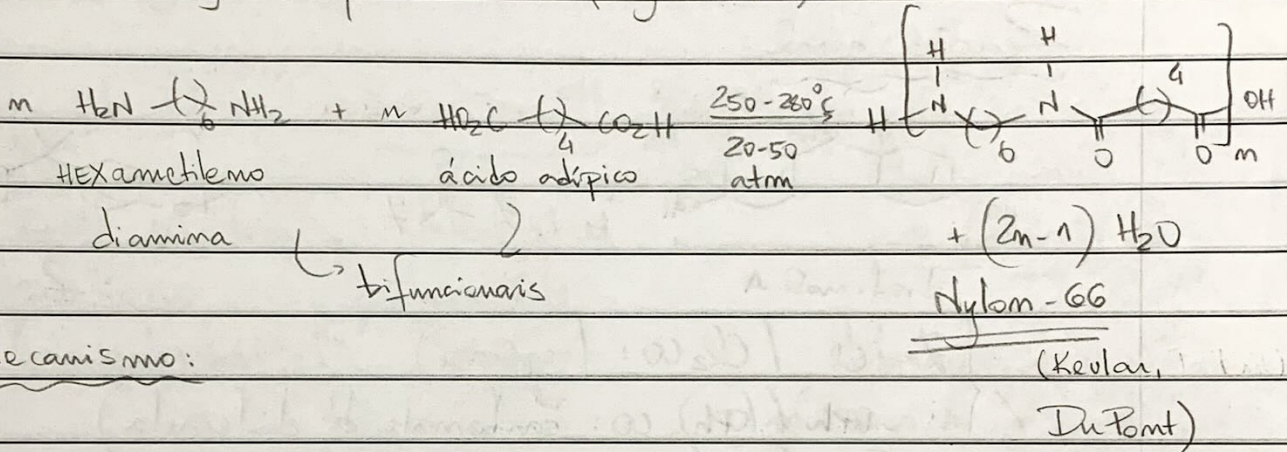 n H₂N -( )₆ NH₂ + n HO₂C -( )₄ CO₂H 250-280°C 20-50 atm H [ N H ( )₆ N H O ( )₄ O ]n OH
HEXametileno ácido adípico
diamina + (2n-1) H₂O
bifuncionais
Nylon-66
ecanismo: (Kevlar,
DuPont)